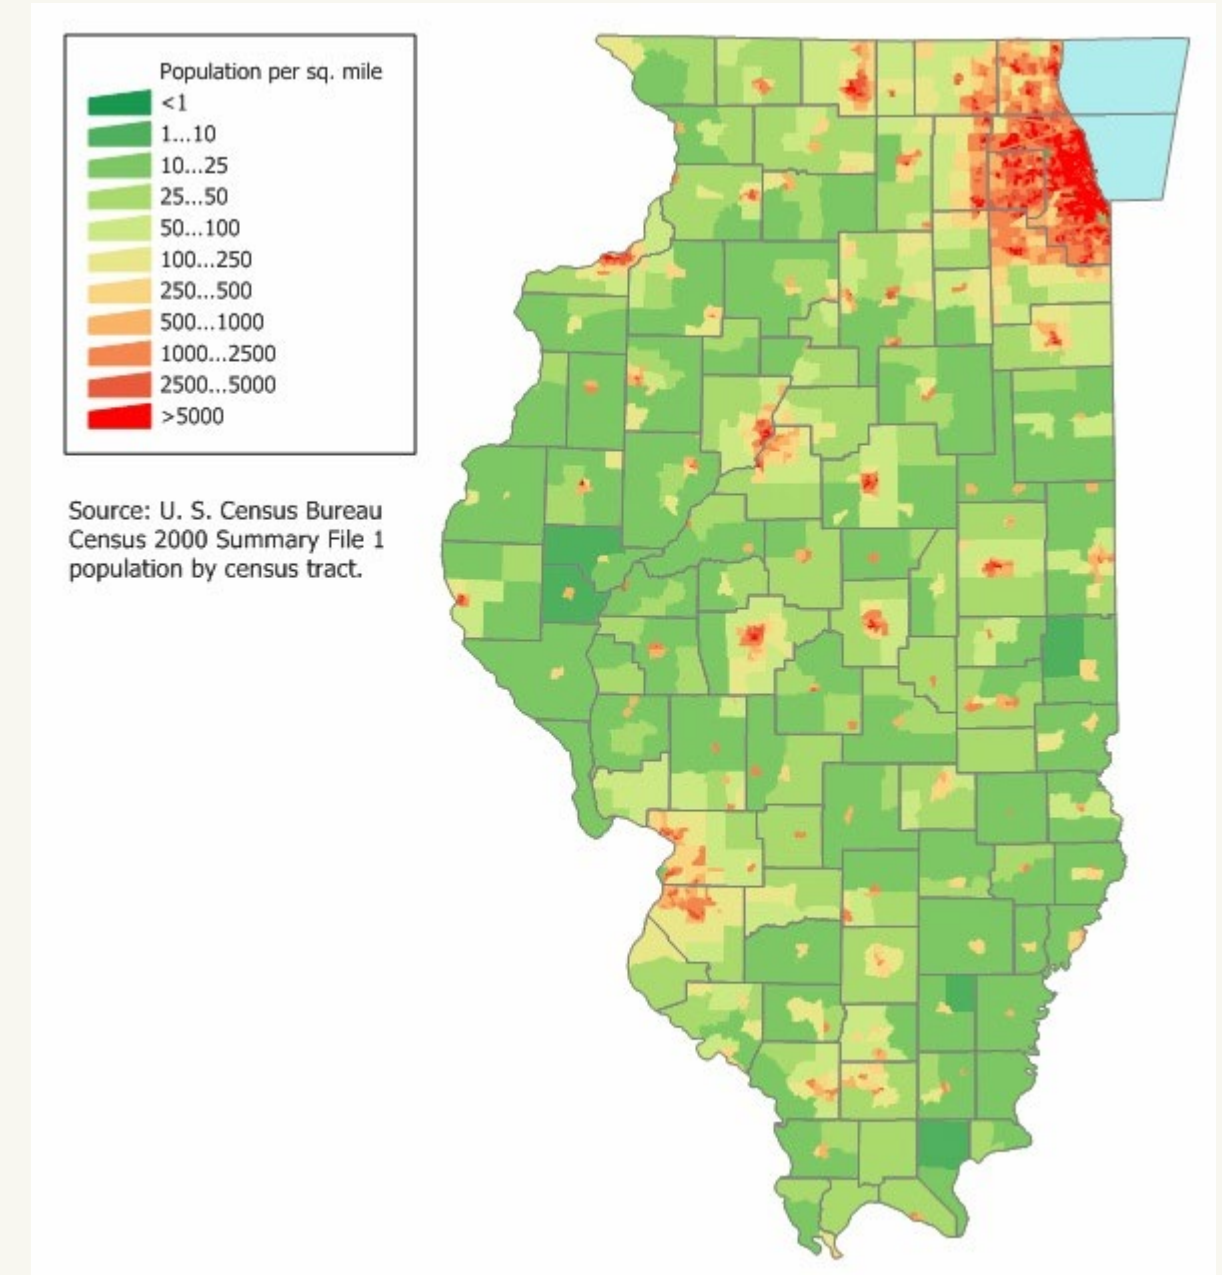 Population per sq. mile
<1
1...10
10...25
25...50
50...100
100...250
250...500
500...1000
1000...2500
2500...5000
>5000
Source: U. S. Census Bureau
Census 2000 Summary File 1
population by census tract.